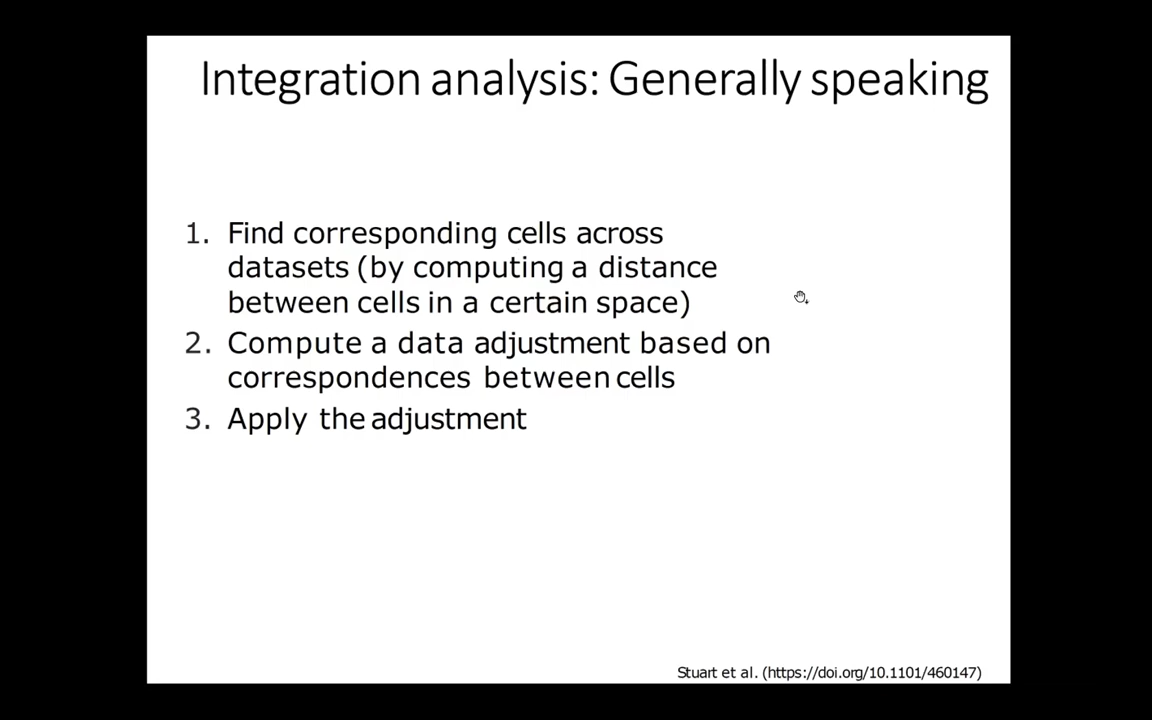 Integration analysis: Generally speaking
1. Find corresponding cells across
datasets (by computing a distance
between cells in a certain space)
2. Compute a data adjustment based on
correspondences between cells
3. Apply the adjustment
Stuart et al. (https://doi.org/10.1101/460147)